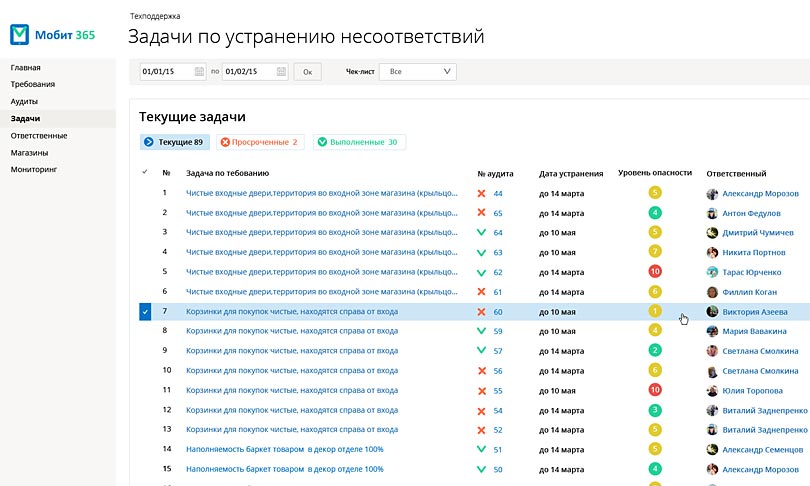 Техподдержка
Мобит 365
Задачи по устранению несоответствий
01/01/15 по 01/02/15 Ок Чек-лист Все
Главная
Требования
Аудиты
Задачи
Ответственные
Магазины
Мониторинг
Текущие задачи
Текущие 89 Просроченные 2 Выполненные 30
№ Задача по тебованию № аудита Дата устранения Уровень опасности Ответственный
1 Чистые входные двери,территория во входной зоне магазина (крыльцо... 44 до 14 марта 5 Александр Морозов
2 Чистые входные двери,территория во входной зоне магазина (крыльцо... 65 до 14 марта 4 Антон Федулов
3 Чистые входные двери,территория во входной зоне магазина (крыльцо... 64 до 10 мая 5 Дмитрий Чумичев
4 Чистые входные двери,территория во входной зоне магазина (крыльцо... 63 до 10 мая 7 Никита Портнов
5 Чистые входные двери,территория во входной зоне магазина (крыльцо... 62 до 14 марта 10 Тарас Юрченко
6 Чистые входные двери,территория во входной зоне магазина (крыльцо... 61 до 14 марта 6 Филлип Коган
7 Корзинки для покупок чистые, находятся справа от входа 60 до 10 мая 1 Виктория Азеева
8 Корзинки для покупок чистые, находятся справа от входа 59 до 10 мая 4 Мария Вавакина
9 Корзинки для покупок чистые, находятся справа от входа 57 до 14 марта 2 Светлана Смолкина
10 Корзинки для покупок чистые, находятся справа от входа 56 до 14 марта 6 Светлана Смолкина
11 Корзинки для покупок чистые, находятся справа от входа 55 до 10 мая 10 Юлия Торопова
12 Корзинки для покупок чистые, находятся справа от входа 54 до 14 марта 3 Виталий Заднепренко
13 Корзинки для покупок чистые, находятся справа от входа 52 до 14 марта 5 Виталий Заднепренко
14 Наполняемость баркет товаром в декор отделе 100% 51 до 14 марта 5 Александр Семенцов
15 Наполняемость баркет товаром в декор отделе 100% 50 до 14 марта 4 Александр Морозов